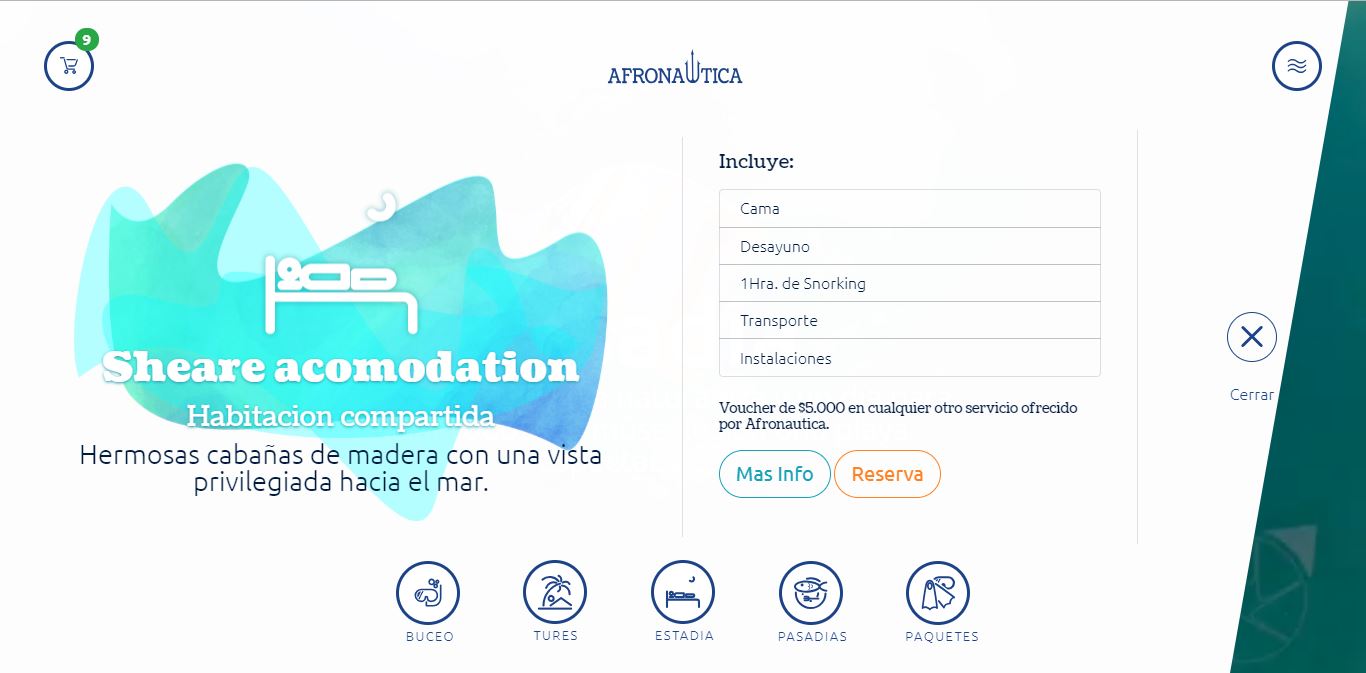 9
AFRONAUTICA
Sheare acomodation
Habitacion compartida
Hermosas cabañas de madera con una vista
privilegiada hacia el mar.
Incluye:
Cama
Desayuno
1Hra. de Snorking
Transporte
Instalaciones
Voucher de $5.000 en cualquier otro servicio ofrecido
por Afronautica.
Mas Info
Reserva
Cerrar
BUCEO
TURES
ESTADIA
PASADIAS
PAQUETES